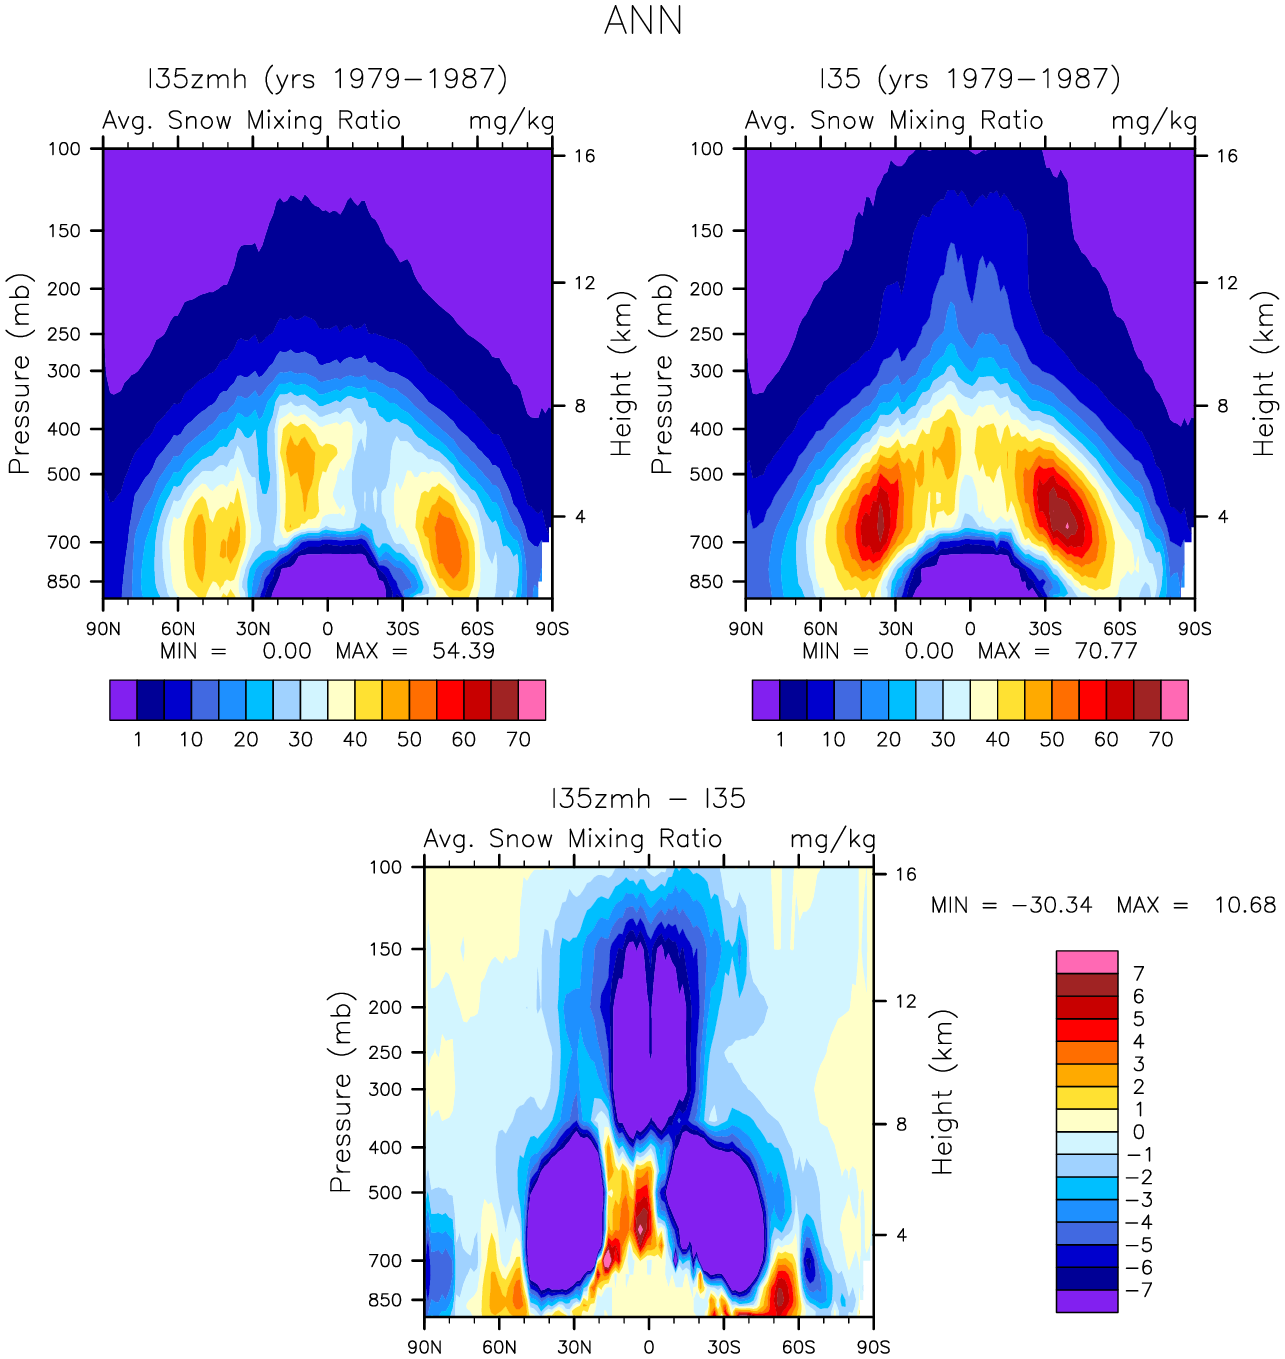 ANN
I35zmh (yrs 1979-1987)
Avg. Snow Mixing Ratio mg/kg
100
150
200
250
300
400
500
700
850
Pressure (mb)
16
12
8
4
Height (km)
90N 60N 30N 0 30S 60S 90S
MIN = 0.00 MAX = 54.39
1 10 20 30 40 50 60 70
I35 (yrs 1979-1987)
Avg. Snow Mixing Ratio mg/kg
100
150
200
250
300
400
500
700
850
Pressure (mb)
16
12
8
4
Height (km)
90N 60N 30N 0 30S 60S 90S
MIN = 0.00 MAX = 70.77
1 10 20 30 40 50 60 70
I35zmh - I35
Avg. Snow Mixing Ratio mg/kg
100
150
200
250
300
400
500
700
850
Pressure (mb)
16
12
8
4
Height (km)
90N 60N 30N 0 30S 60S 90S
MIN = -30.34 MAX = 10.68
7
6
5
4
3
2
1
0
-1
-2
-3
-4
-5
-6
-7